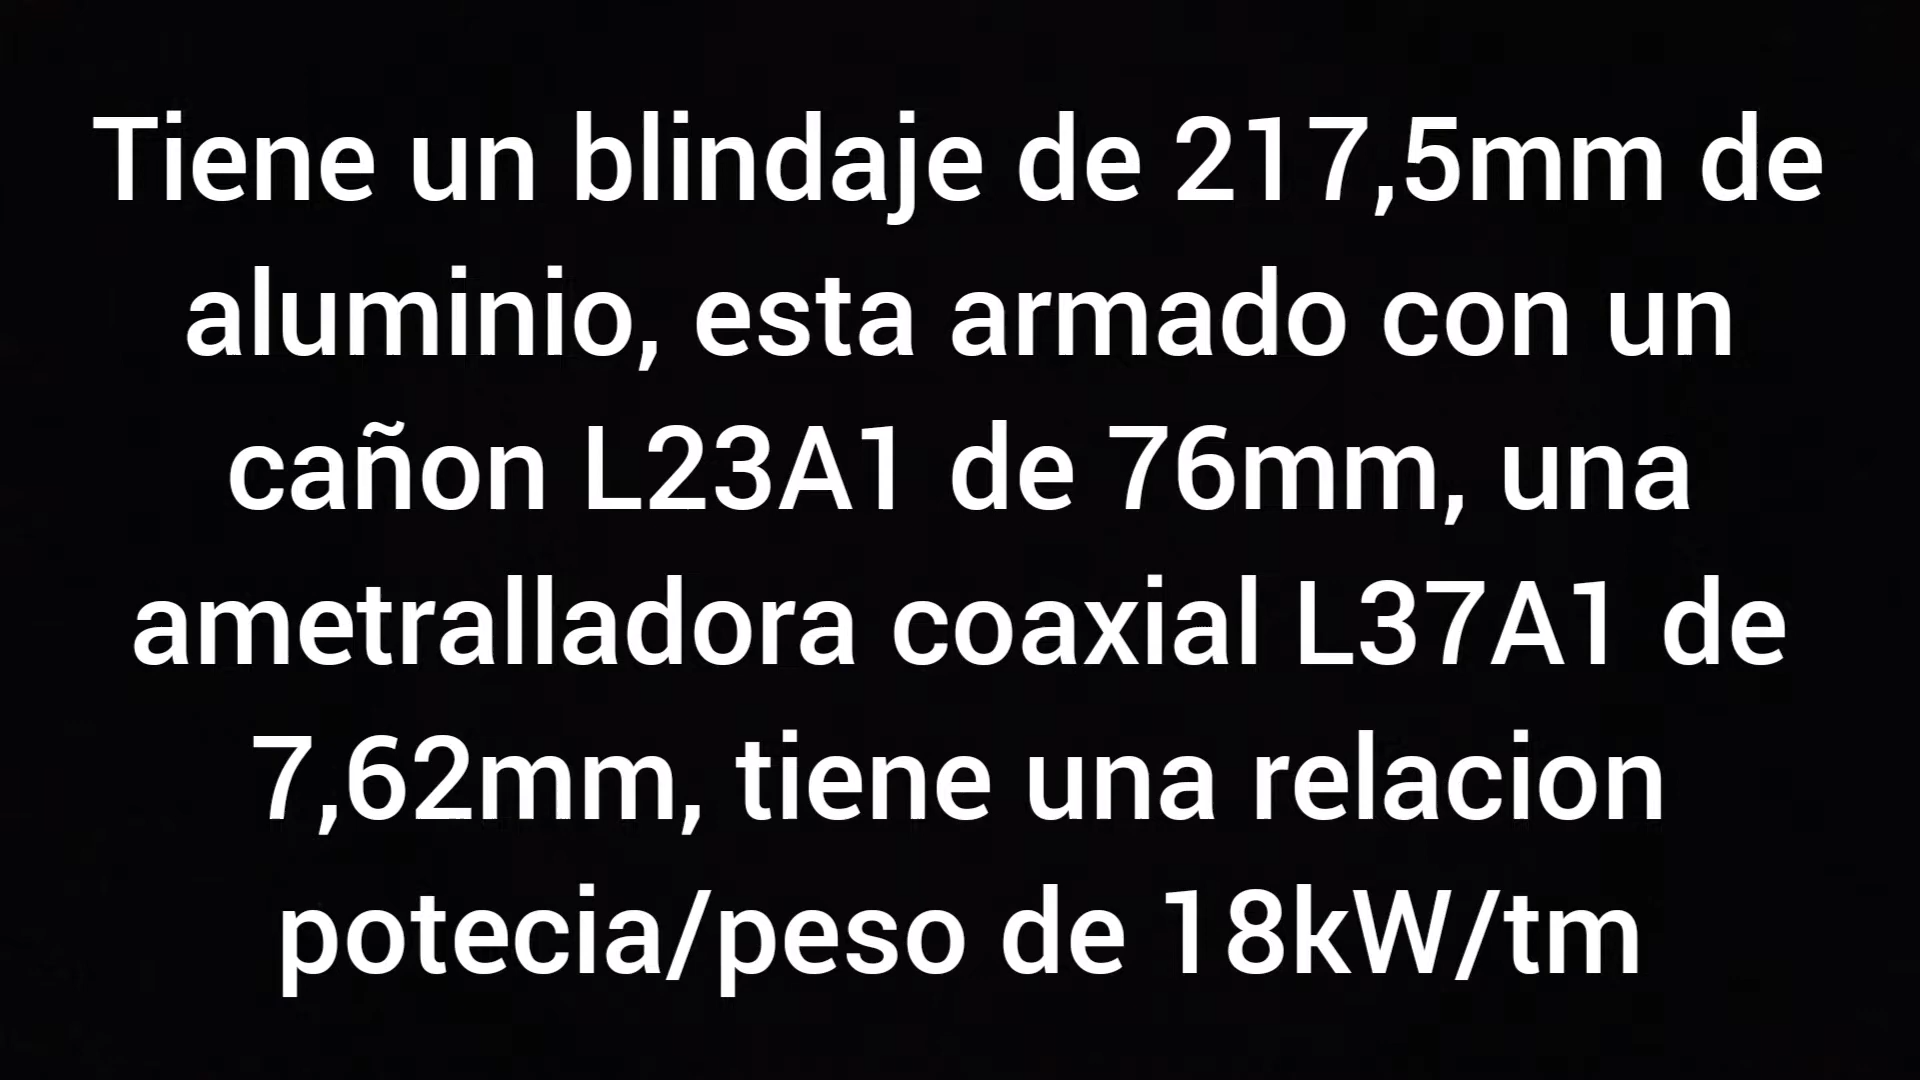 Tiene un blindaje de 217,5mm de
aluminio, esta armado con un
cañon L23A1 de 76mm, una
ametralladora coaxial L37A1 de
7,62mm, tiene una relacion
potecia/peso de 18kW/tm